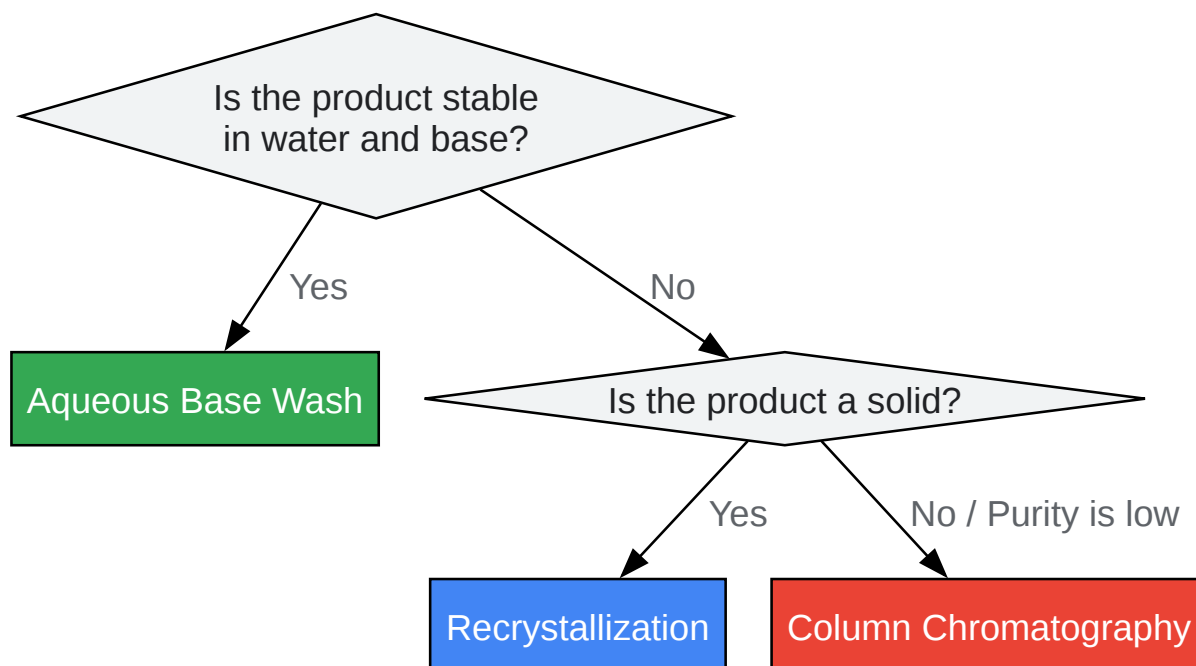 Is the product stable
in water and base?
Yes
No
Aqueous Base Wash
Is the product a solid?
Yes
No / Purity is low
Recrystallization
Column Chromatography